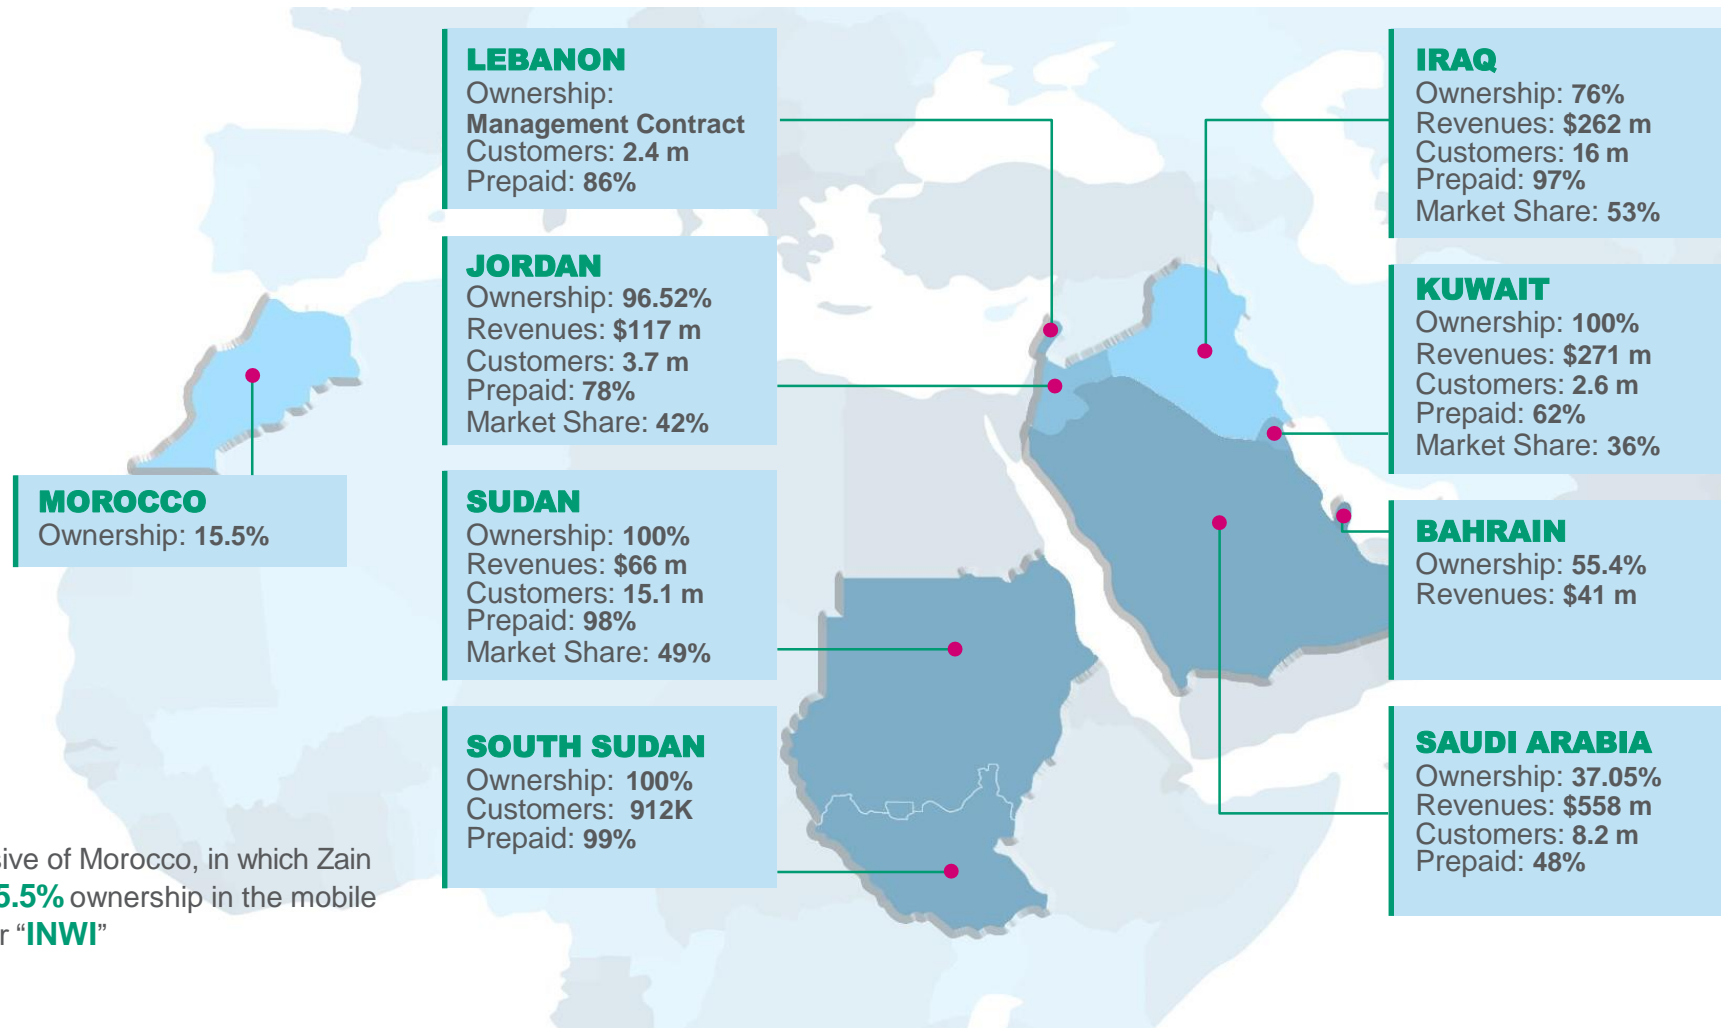 LEBANON
Ownership:
Management Contract
Customers: 2.4 m
Prepaid: 86%
JORDAN
Ownership: 96.52%
Revenues: $117 m
Customers: 3.7 m
Prepaid: 78%
Market Share: 42%
MOROCCO
Ownership: 15.5%
SUDAN
Ownership: 100%
Revenues: $66 m
Customers: 15.1 m
Prepaid: 98%
Market Share: 49%
SOUTH SUDAN
Ownership: 100%
Customers: 912K
Prepaid: 99%
IRAQ
Ownership: 76%
Revenues: $262 m
Customers: 16 m
Prepaid: 97%
Market Share: 53%
KUWAIT
Ownership: 100%
Revenues: $271 m
Customers: 2.6 m
Prepaid: 62%
Market Share: 36%
BAHRAIN
Ownership: 55.4%
Revenues: $41 m
SAUDI ARABIA
Ownership: 37.05%
Revenues: $558 m
Customers: 8.2 m
Prepaid: 48%
of Morocco, in which Zain
5.5% ownership in the mobile
“INWI”